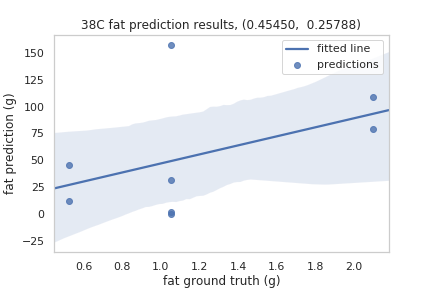 38C fat prediction results, (0.45450,  0.25788)
fitted line
predictions
fat prediction (g)
150
125
100
75
50
25
0
−25
0.6 0.8 1.0 1.2 1.4 1.6 1.8 2.0
fat ground truth (g)